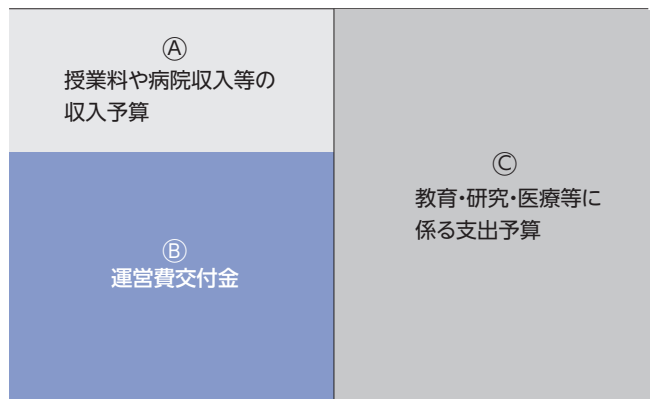 Ⓐ
授業料や病院収入等の
収入予算
Ⓑ
運営費交付金
Ⓒ
教育・研究・医療等に
係る支出予算